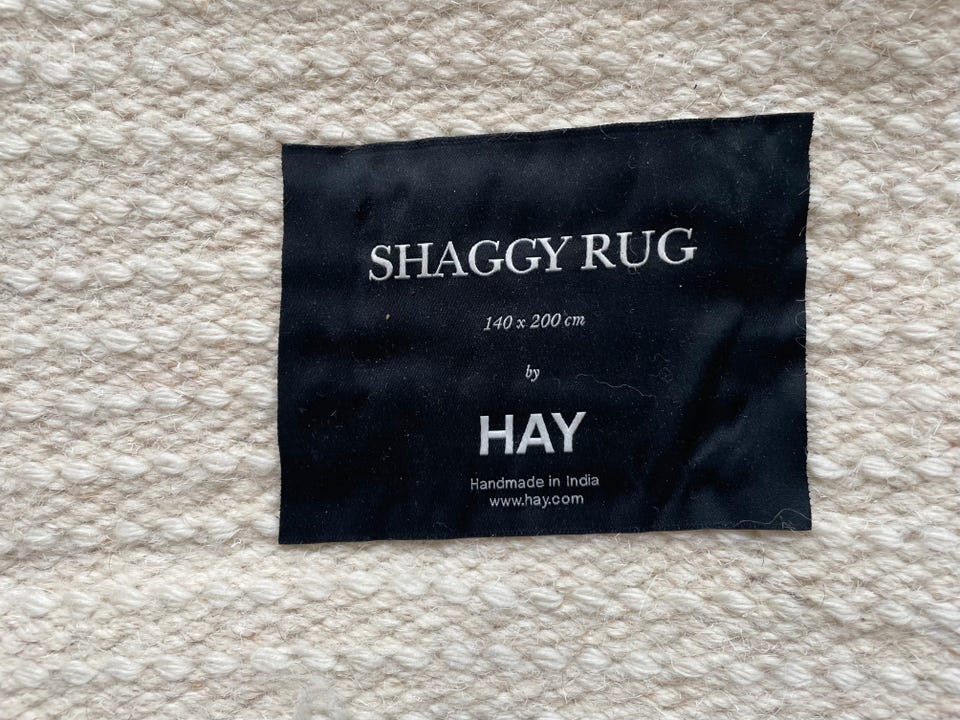 SHAGGY RUG
140 x 200 cm
by
HAY
Handmade in India
www.hay.com